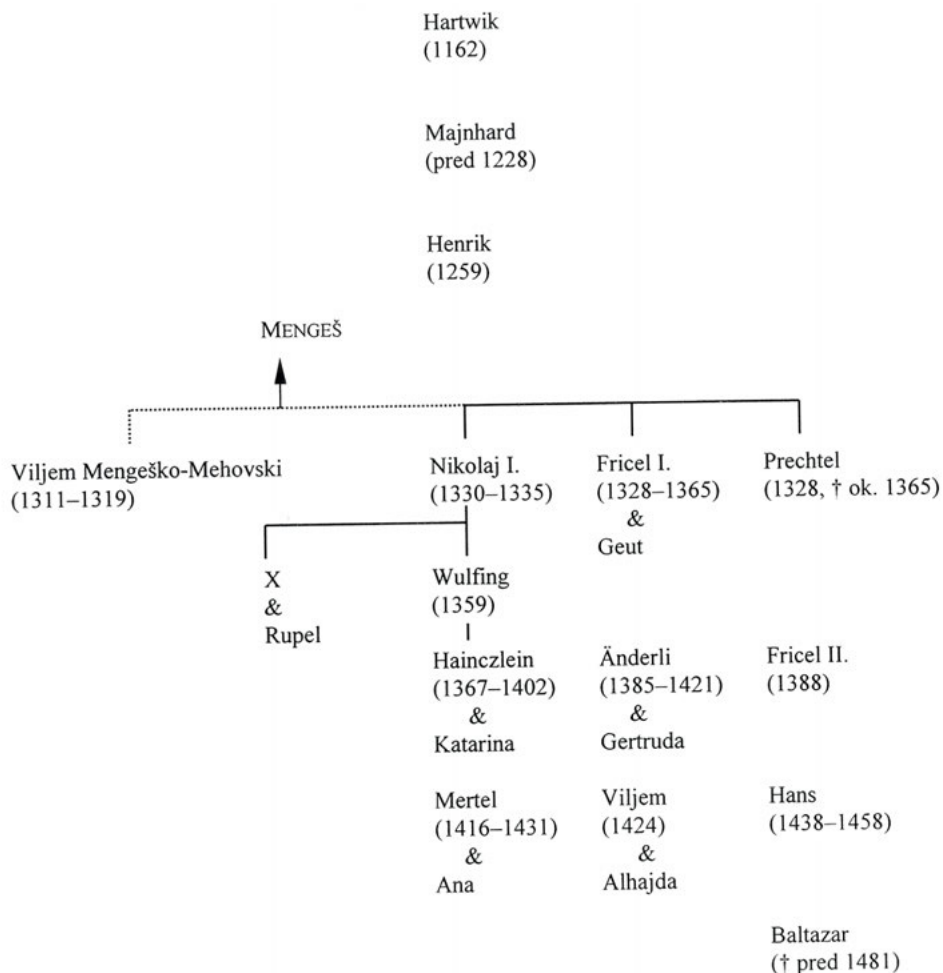 Hartwik
(1162)
Majnhard
(pred 1228)
Henrik
(1259)
MENGEŠ
Viljem Mengeško-Mehovski
(1311–1319)
Nikolaj I.
(1330–1335)
Fricel I.
(1328–1365)
&
Geut
Prechtel
(1328, † ok. 1365)
X
&
Rupel
Wulfing
(1359)
Hainczlein
(1367–1402)
&
Katarina
Änderli
(1385–1421)
&
Gertruda
Fricel II.
(1388)
Mertel
(1416–1431)
&
Ana
Viljem
(1424)
&
Alhajda
Hans
(1438–1458)
Baltazar
(† pred 1481)